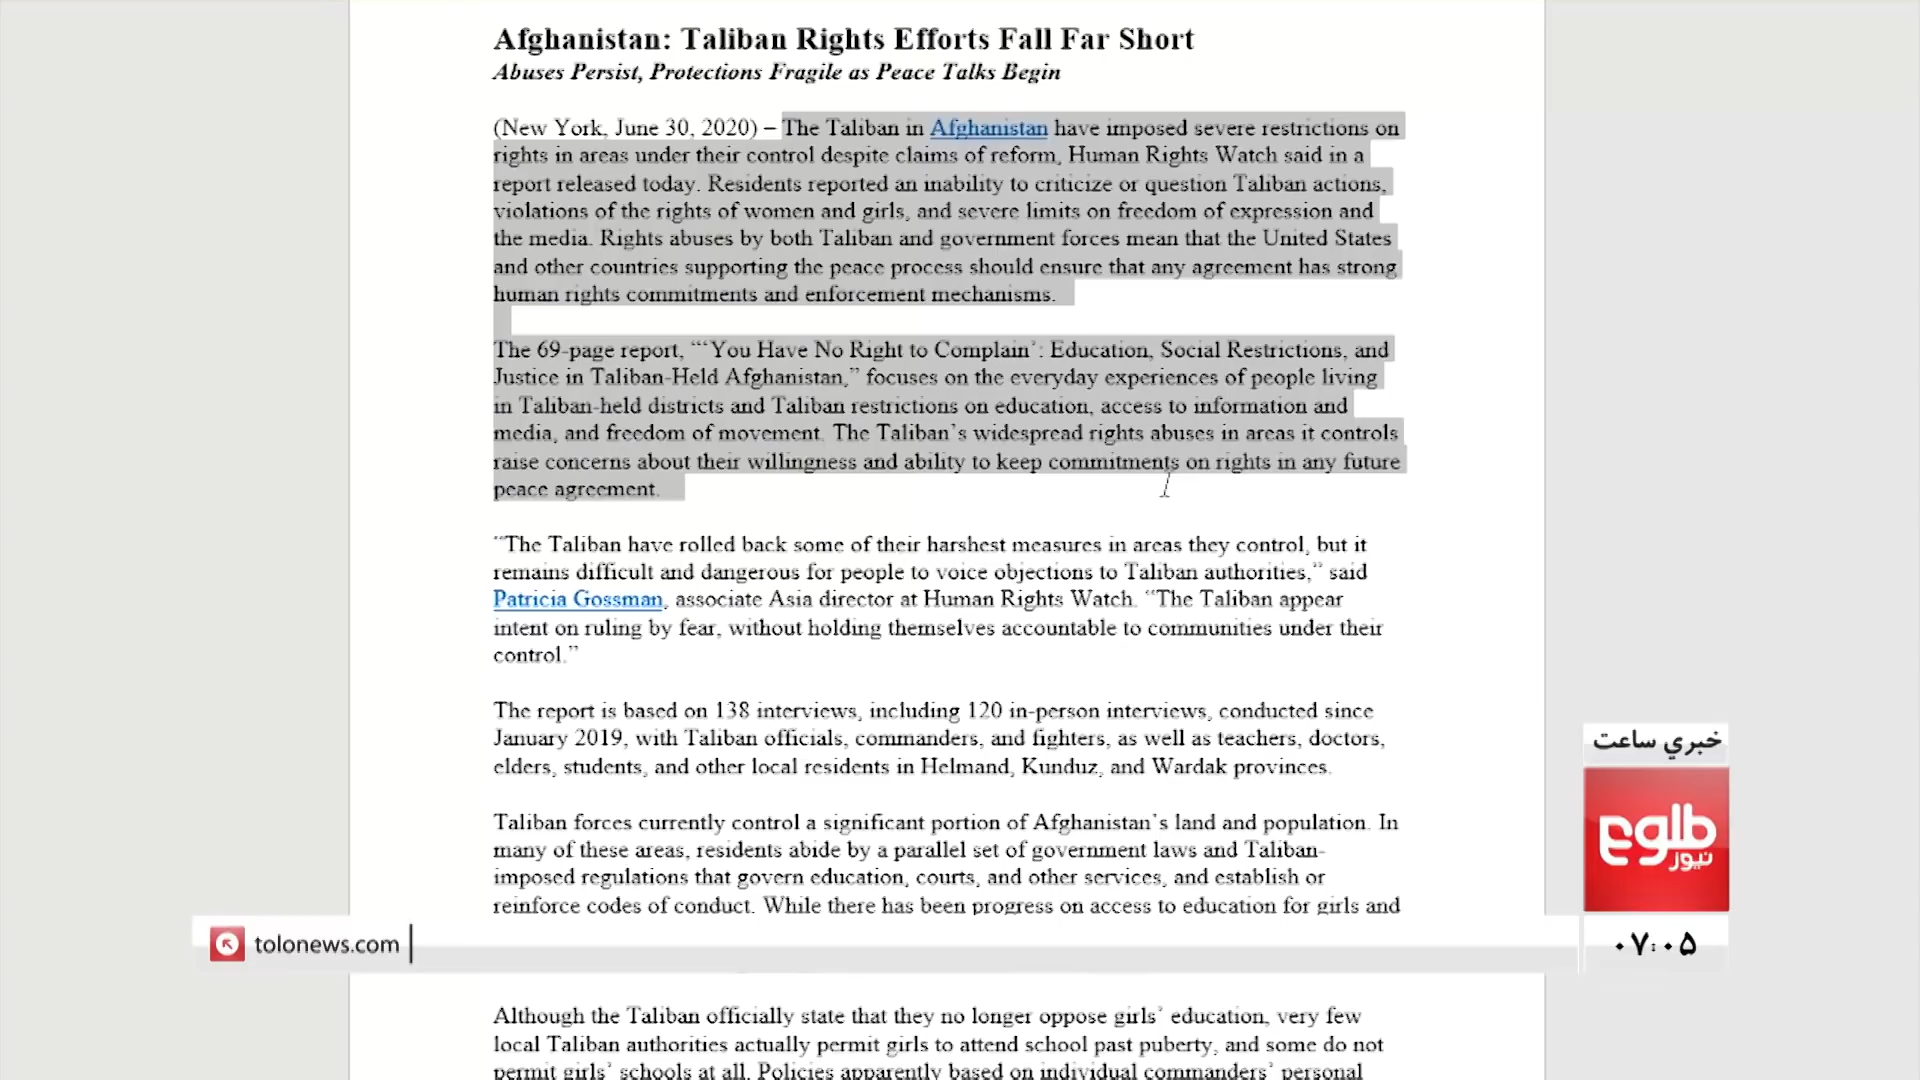 Afghanistan: Taliban Rights Efforts Fall Far Short
Abuses Persist, Protections Fragile as Peace Talks Begin
(New York, June 30, 2020) – The Taliban in Afghanistan have imposed severe restrictions on
rights in areas under their control despite claims of reform, Human Rights Watch said in a
report released today. Residents reported an inability to criticize or question Taliban actions,
violations of the rights of women and girls, and severe limits on freedom of expression and
the media. Rights abuses by both Taliban and government forces mean that the United States
and other countries supporting the peace process should ensure that any agreement has strong
human rights commitments and enforcement mechanisms.
The 69-page report, “‘You Have No Right to Complain’: Education, Social Restrictions, and
Justice in Taliban-Held Afghanistan,” focuses on the everyday experiences of people living
in Taliban-held districts and Taliban restrictions on education, access to information and
media, and freedom of movement. The Taliban’s widespread rights abuses in areas it controls
raise concerns about their willingness and ability to keep commitments on rights in any future
peace agreement.
“The Taliban have rolled back some of their harshest measures in areas they control, but it
remains difficult and dangerous for people to voice objections to Taliban authorities,” said
Patricia Gossman, associate Asia director at Human Rights Watch. “The Taliban appear
intent on ruling by fear, without holding themselves accountable to communities under their
control.”
The report is based on 138 interviews, including 120 in-person interviews, conducted since
January 2019, with Taliban officials, commanders, and fighters, as well as teachers, doctors,
elders, students, and other local residents in Helmand, Kunduz, and Wardak provinces.
Taliban forces currently control a significant portion of Afghanistan’s land and population. In
many of these areas, residents abide by a parallel set of government laws and Taliban-
imposed regulations that govern education, courts, and other services, and establish or
reinforce codes of conduct. While there has been progress on access to education for girls and
Although the Taliban officially state that they no longer oppose girls’ education, very few
local Taliban authorities actually permit girls to attend school past puberty, and some do not
permit girls’ schools at all. Policies apparently based on individual commanders’ personal
خبري ساعت
طلوع
نیوز
۰۷:۰۵
tolonews.com